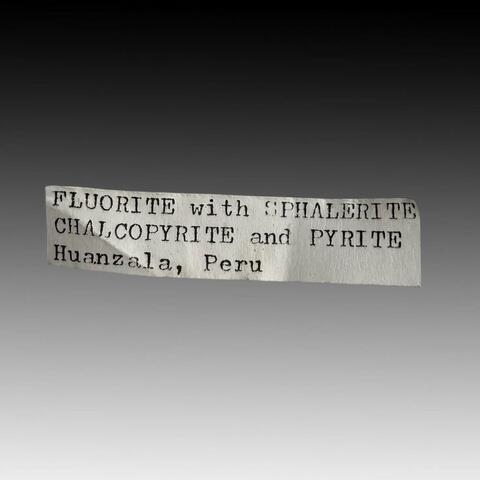 FLUORITE with SPHALERITE
CHALCOPYRITE and PYRITE
Huanzala, Peru